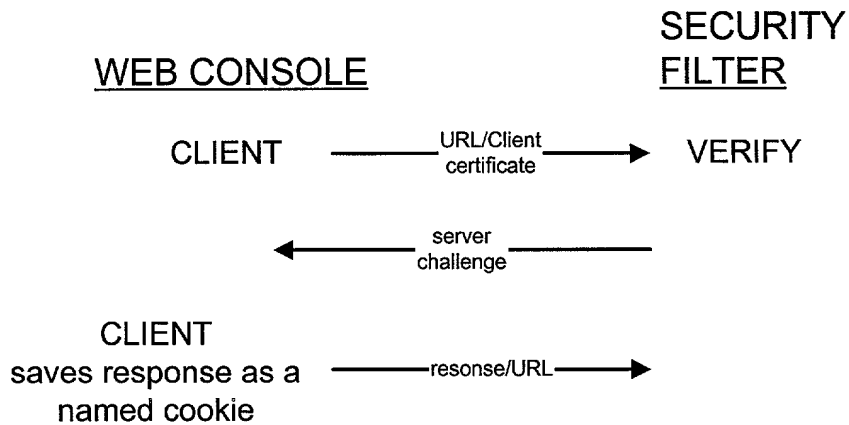 SECURITY
FILTER
WEB CONSOLE
CLIENT
URL/Client
certificate
VERIFY
server
challenge
CLIENT
saves response as a
named cookie
resonse/URL